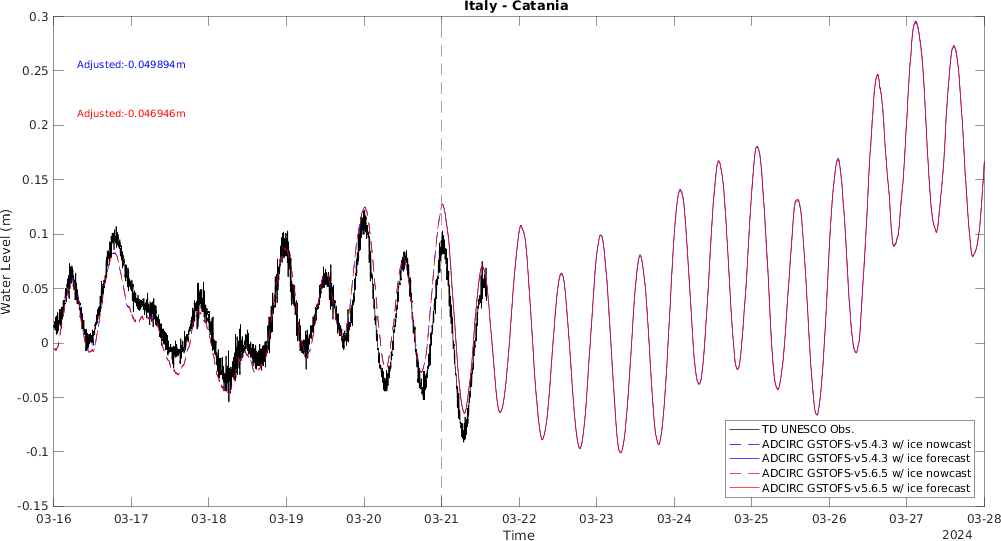 Italy - Catania
Adjusted:-0.049894m
Adjusted:-0.046946m
Water Level (m)
0.3
0.25
0.2
0.15
0.1
0.05
0
-0.05
-0.1
-0.15
TD UNESCO Obs.
ADCIRC GSTOFS-v5.4.3 w/ ice nowcast
ADCIRC GSTOFS-v5.4.3 w/ ice forecast
ADCIRC GSTOFS-v5.6.5 w/ ice nowcast
ADCIRC GSTOFS-v5.6.5 w/ ice forecast
03-16 03-17 03-18 03-19 03-20 03-21 03-22 03-23 03-24 03-25 03-26 03-27 03-28
Time
2024